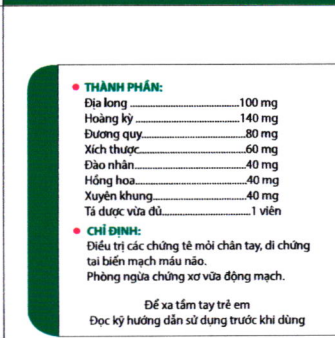 • THÀNH PHẦN:
Địa long ........................................100 mg
Hoàng kỳ ........................................140 mg
Đương quy........................................80 mg
Xích thược........................................60 mg
Đào nhân........................................40 mg
Hồng hoa........................................40 mg
Xuyên khung........................................40 mg
Tá dược vừa đủ........................................1 viên
• CHỈ ĐỊNH:
Điều trị các chứng tê mỏi chân tay, di chứng
tai biến mạch máu não.
Phòng ngừa chứng xơ vữa động mạch.
Để xa tầm tay trẻ em
Đọc kỹ hướng dẫn sử dụng trước khi dùng